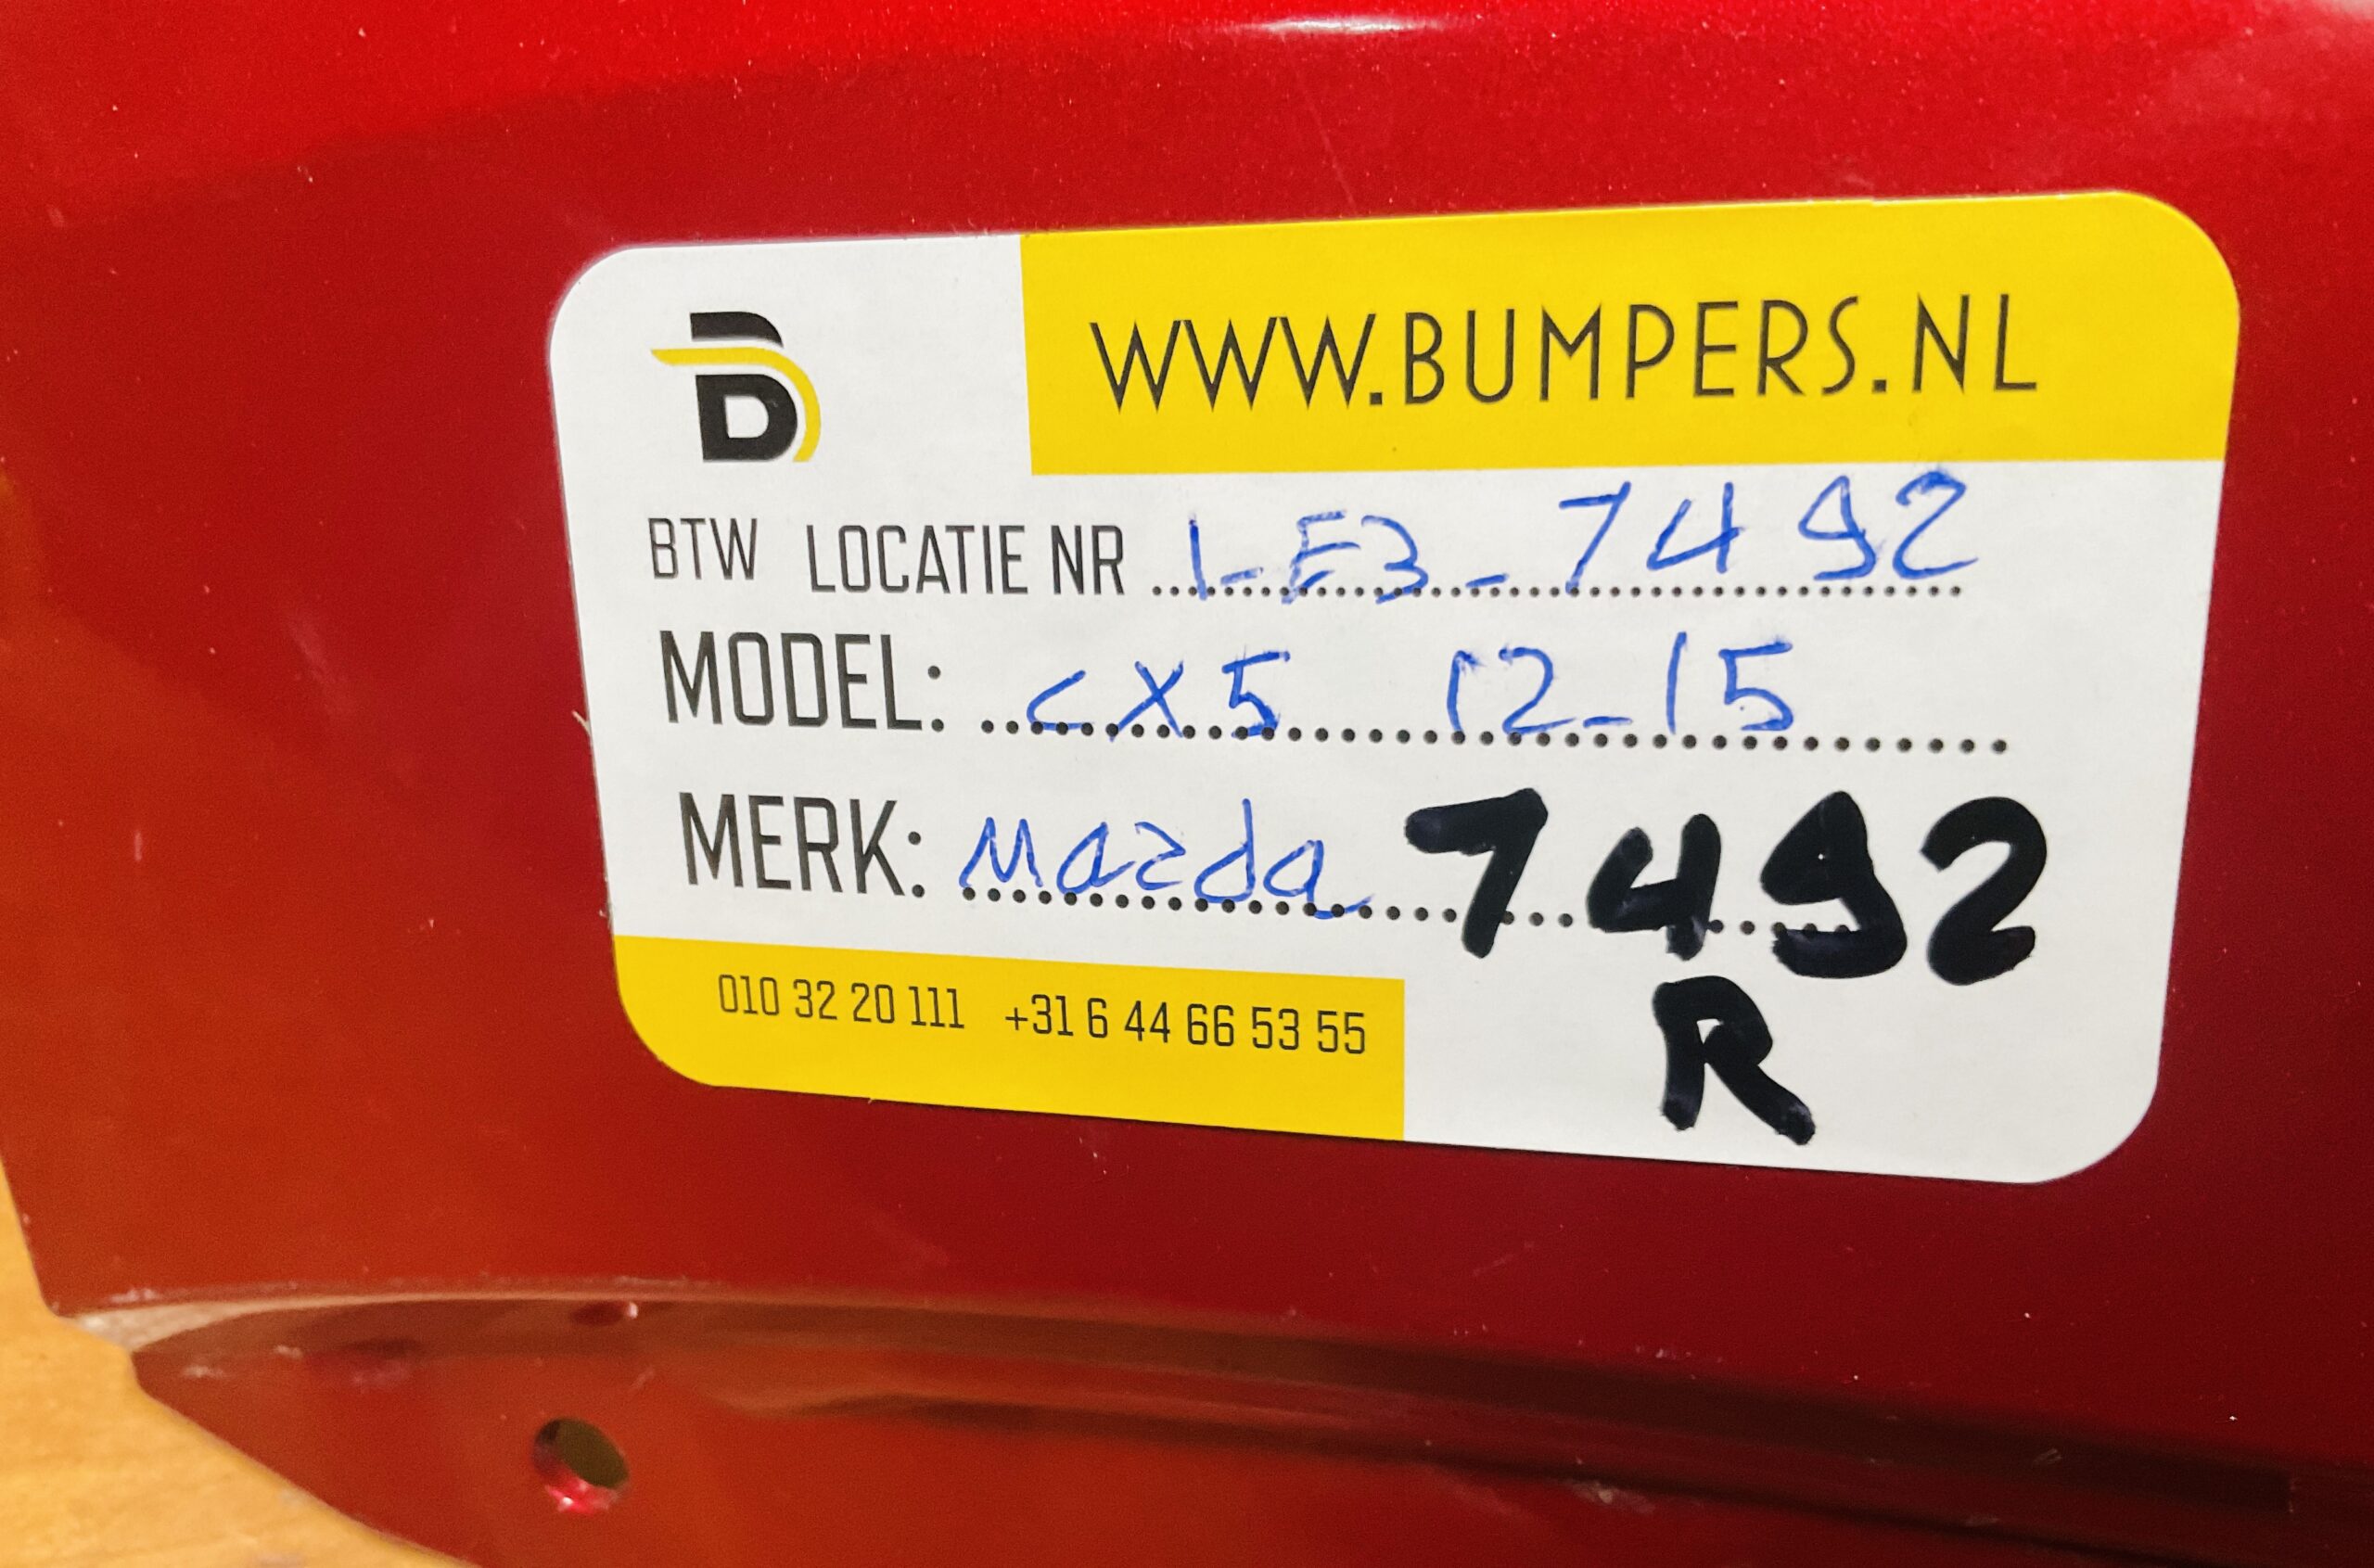 B
WWW.BUMPERS.NL
BTW LOCATIE NR 1-E3-7492
MODEL: CX5 12-15
MERK: Mazda 7492
R
010 32 20 111 +31 6 44 66 53 55